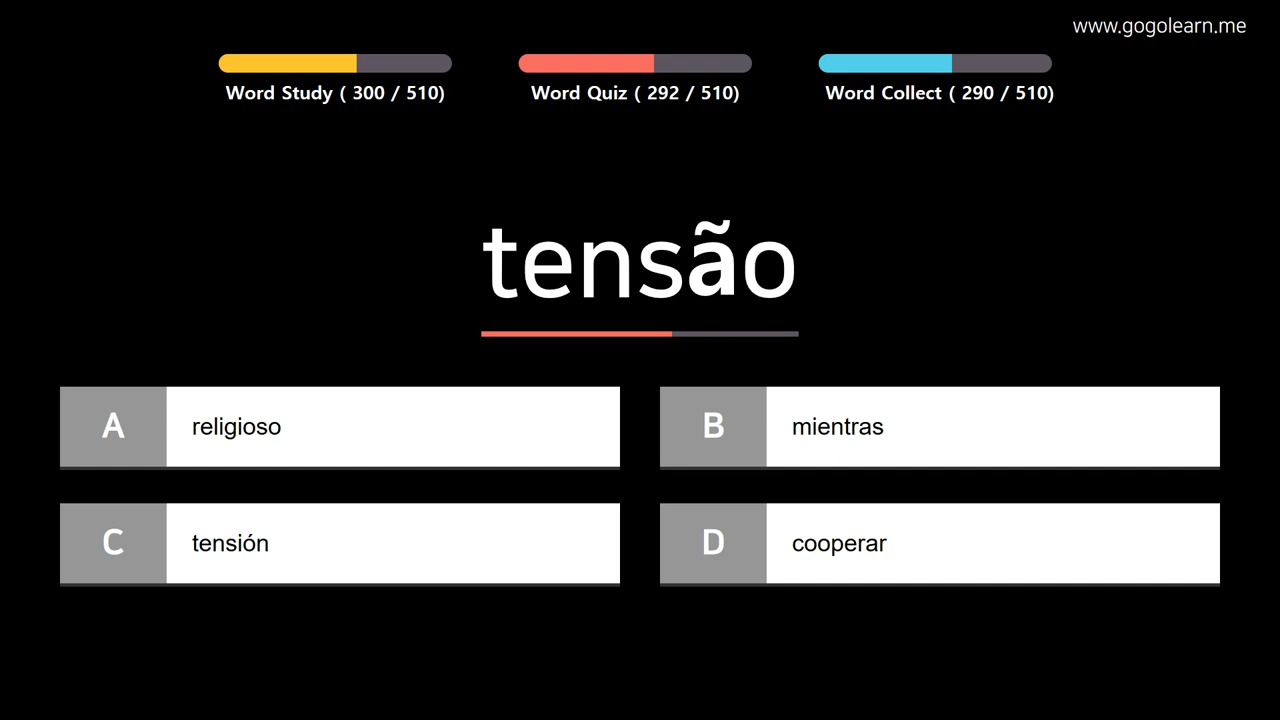 www.gogolearn.me
Word Study ( 300 / 510)
Word Quiz ( 292 / 510)
Word Collect ( 290 / 510)
tensão
A religioso
B mientras
C tensión
D cooperar